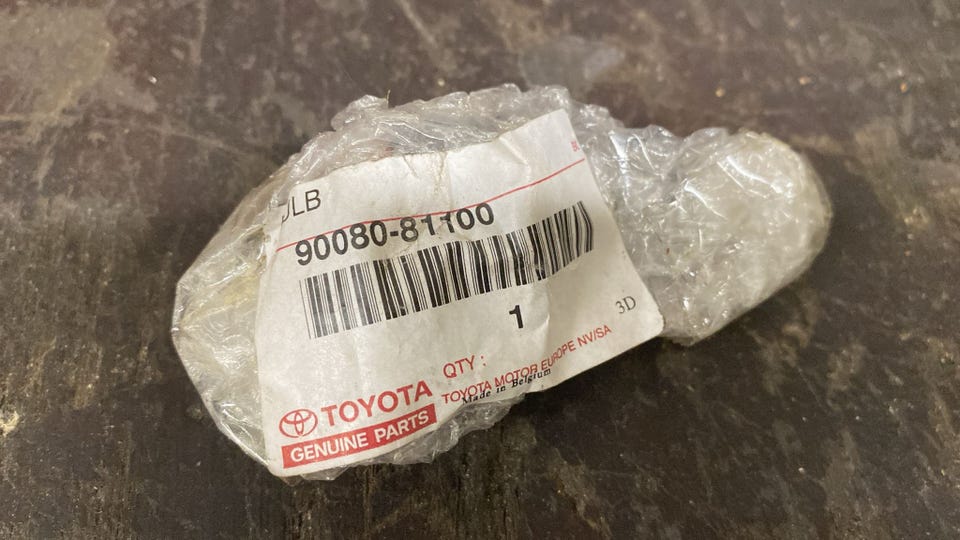 ULB
90080-81100
1
3D
QTY :
TOYOTA
TOYOTA MOTOR EUROPE NV/SA
Made in Belgium
GENUINE PARTS